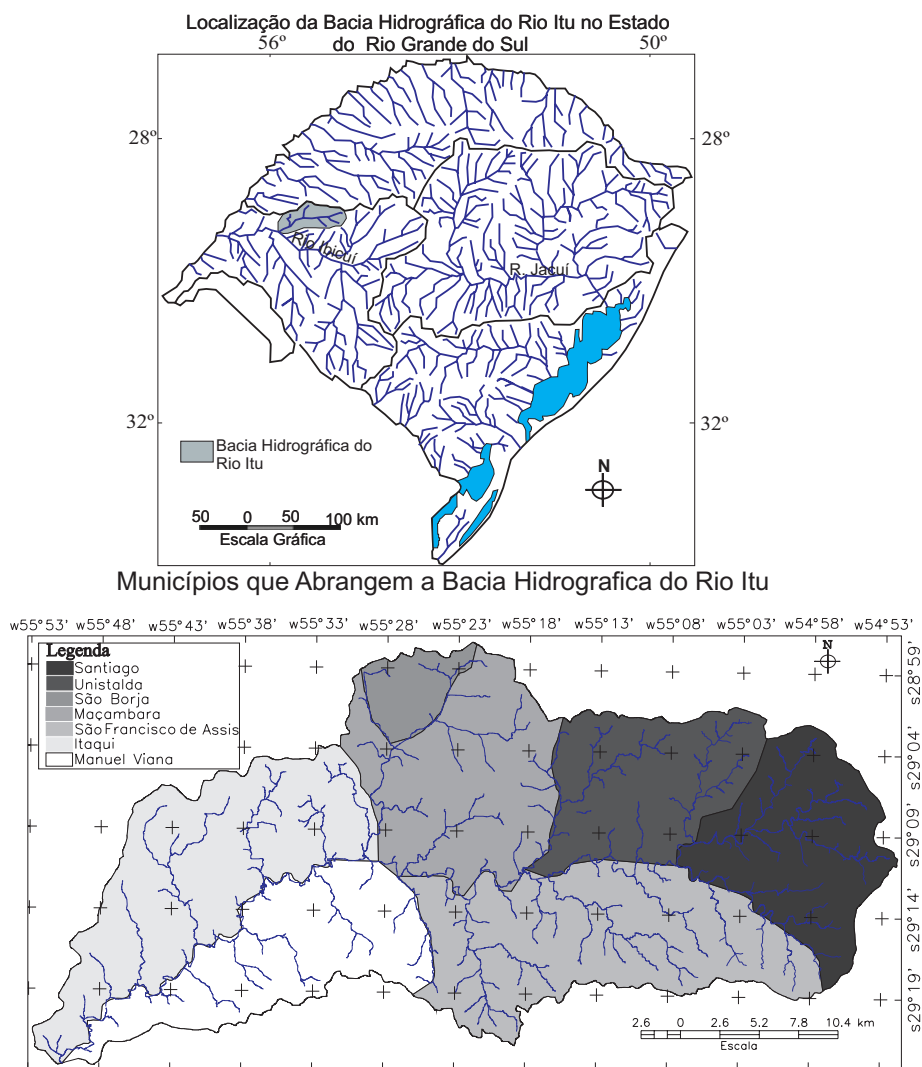 Localização da Bacia Hidrográfica do Rio Itu no Estado
do Rio Grande do Sul
56º
50º
28º
28º
Rio Ibicuí
R. Jacuí
32º
32º
Bacia Hidrográfica do
Rio Itu
N
50 0 50 100 km
Escala Gráfica
Municípios que Abrangem a Bacia Hidrografica do Rio Itu
w55°53' w55°48' w55°43' w55°38' w55°33' w55°28' w55°23' w55°18' w55°13' w55°08' w55°03' w54°58' w54°53'
Legenda
Santiago
Unistalda
São Borja
Maçambara
São Francisco de Assis
Itaqui
Manuel Viana
N
s28°59'
s29°04'
s29°09'
s29°14'
s29°19'
2.6 0 2.6 5.2 7.8 10.4 km
Escala